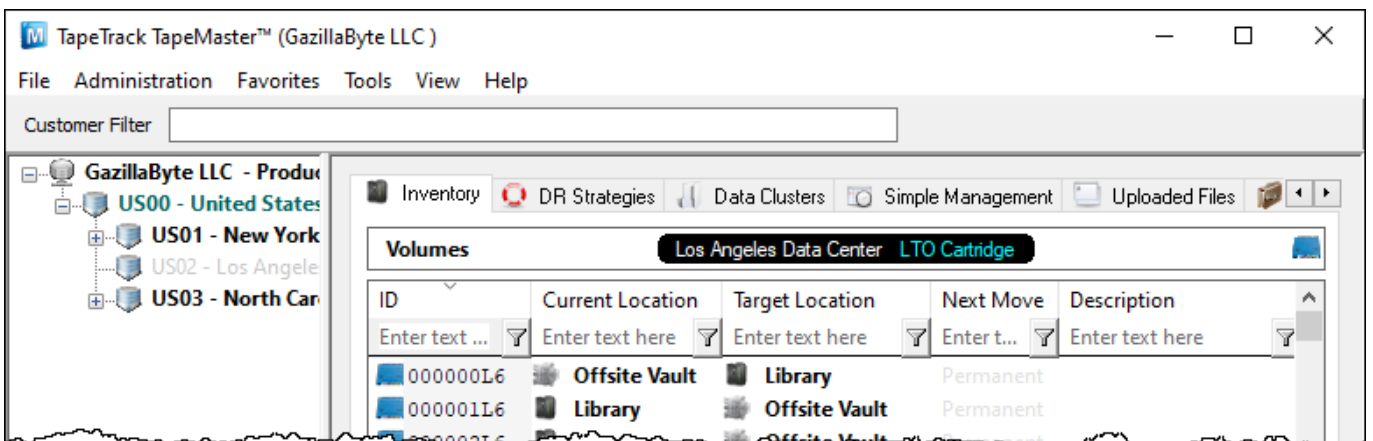 TapeTrack TapeMaster™ (GazillaByte LLC )
File Administration Favorites Tools View Help
Customer Filter
GazillaByte LLC - Produc
US00 - United States
US01 - New York
US02 - Los Angele
US03 - North Car
Inventory DR Strategies Data Clusters Simple Management Uploaded Files
Volumes Los Angeles Data Center LTO Cartridge
ID Current Location Target Location Next Move Description
Enter text ... Enter text here Enter text here Enter t... Enter text here
000000L6 Offsite Vault Library Permanent
000001L6 Library Offsite Vault Permanent
000002L6 Offsite Vault